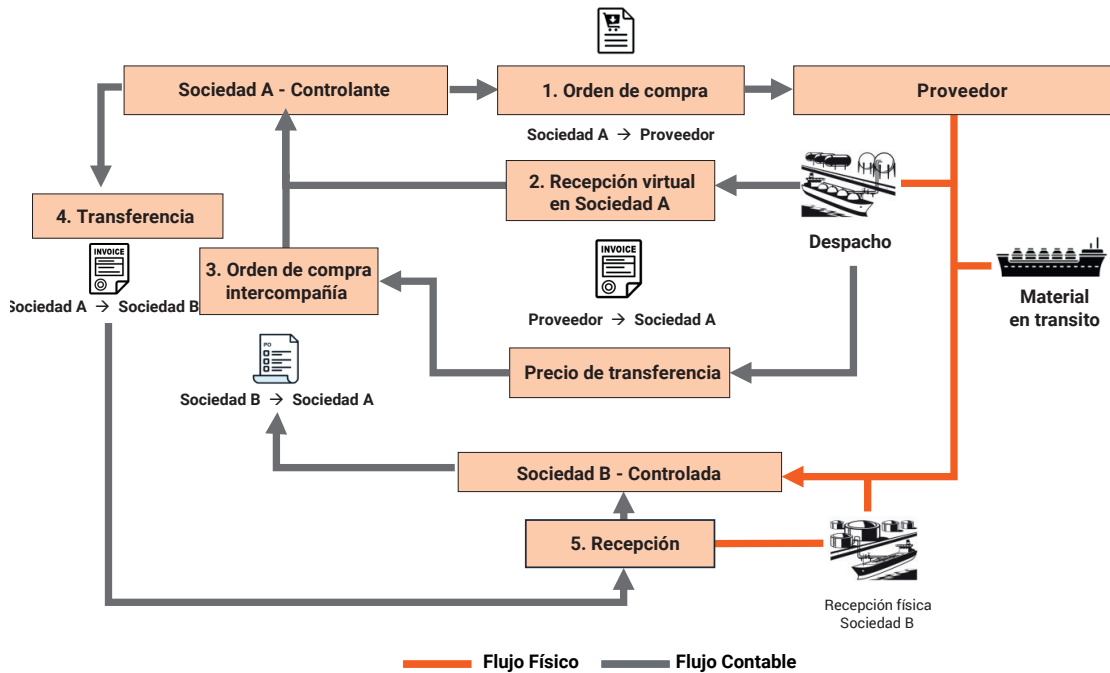 Sociedad A - Controlante
1. Orden de compra
Proveedor
Sociedad A → Proveedor
2. Recepción virtual
en Sociedad A
4. Transferencia
INVOICE
Sociedad A → Sociedad B
3. Orden de compra
intercompañía
INVOICE
Proveedor → Sociedad A
Despacho
Material
en transito
PO
Sociedad B → Sociedad A
Precio de transferencia
Sociedad B - Controlada
5. Recepción
Recepción física
Sociedad B
Flujo Físico
Flujo Contable